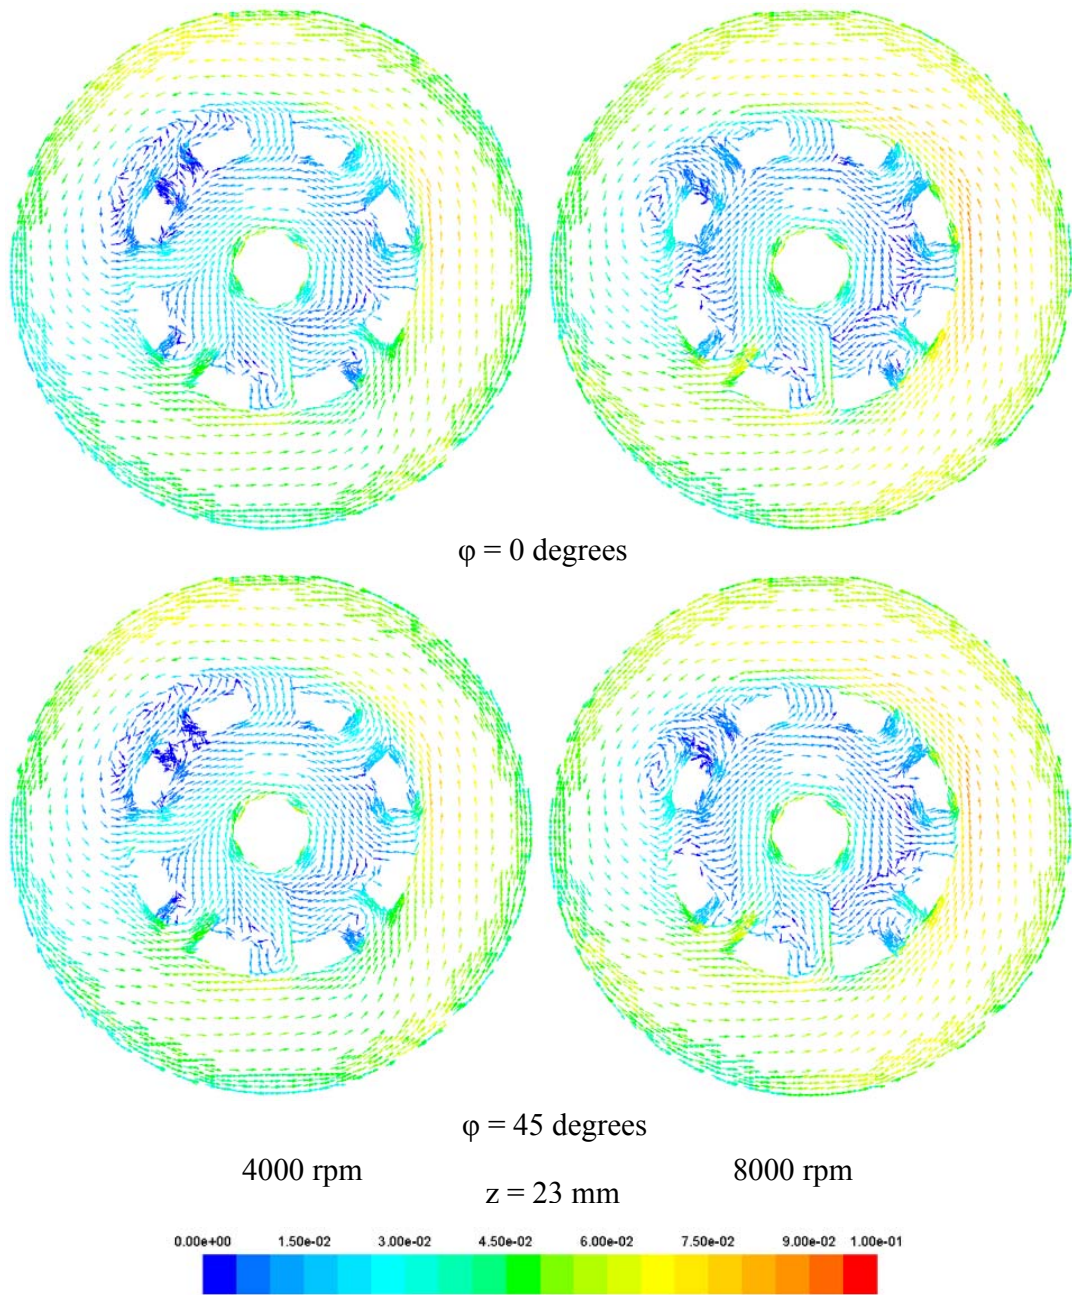 φ = 0 degrees
φ = 45 degrees
4000 rpm 8000 rpm
z = 23 mm
0.00e+00 1.50e-02 3.00e-02 4.50e-02 6.00e-02 7.50e-02 9.00e-02 1.00e-01